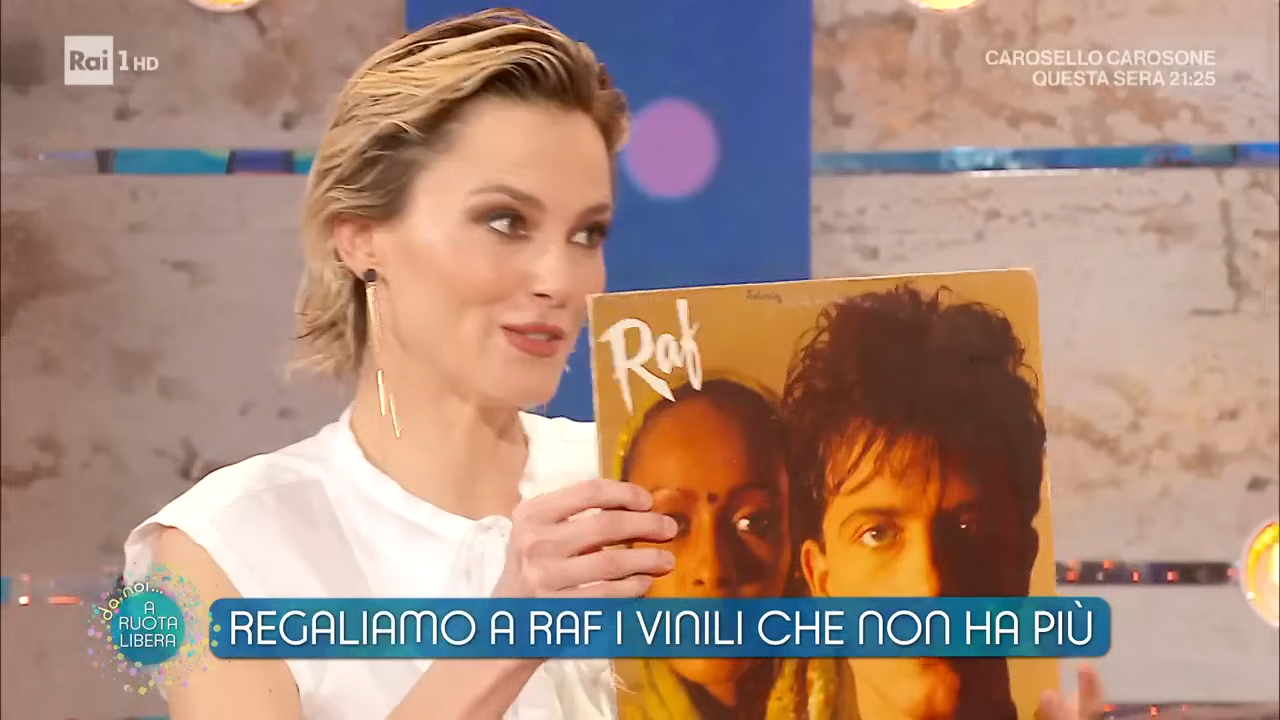 Rai 1 HD
CAROSELLO CAROSONE
QUESTA SERA 21:25
Raf
da noi...
A
RUOTA
LIBERA
REGALIAMO A RAF I VINILI CHE NON HA PIÙ